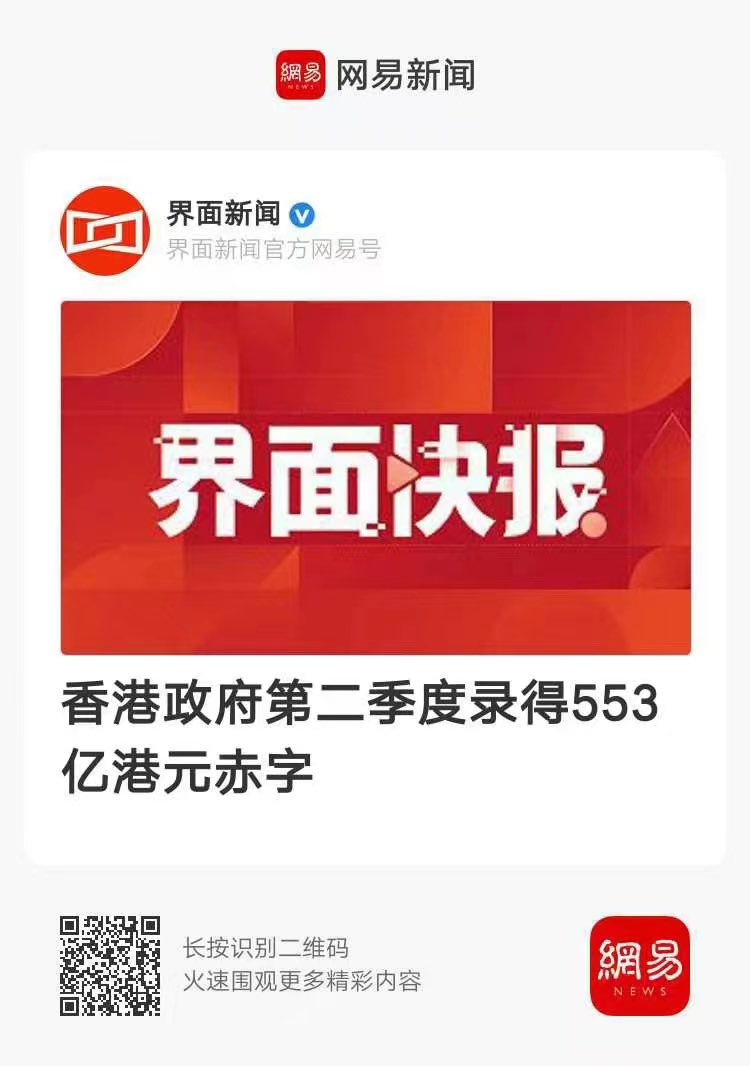 網易
NEWS
网易新闻
界面新闻
界面新闻官方网易号
界面快报
香港政府第二季度录得553
亿港元赤字
长按识别二维码
火速围观更多精彩内容
網易
NEWS